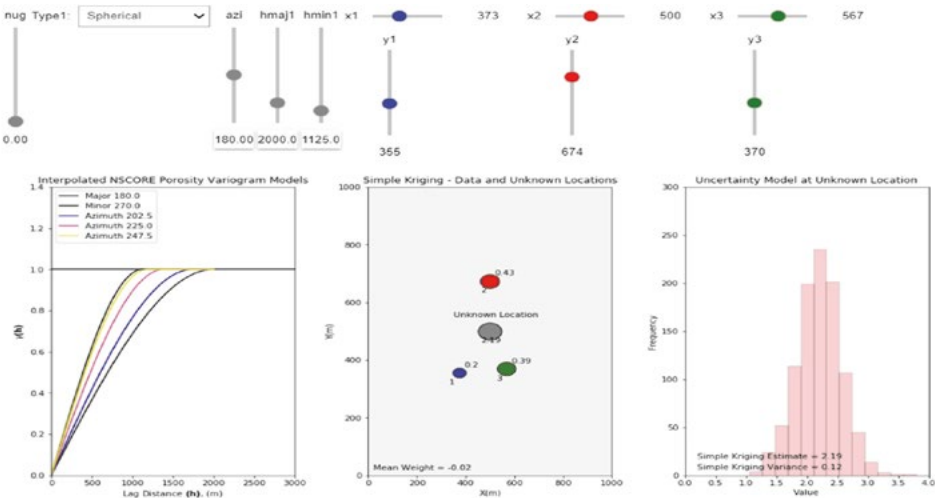 nug Type1: Spherical azi hmaj1 hmin1 x1 373 x2 500 x3 567
y1 y2 y3
0.00 180.00 2000.0 1125.0 355 674 370
Interpolated NSCORE Porosity Variogram Models
Major 180.0
Minor 270.0
Azimuth 202.5
Azimuth 225.0
Azimuth 247.5
γ(h)
1.4
1.2
1.0
0.8
0.6
0.4
0.2
0.0
0 500 1000 1500 2000 2500 3000
Lag Distance (h), (m)
Simple Kriging - Data and Unknown Locations
Y(m)
1000
800
600
400
200
0
0.43
2
Unknown Location
2.19
0.2
1
0.39
3
Mean Weight = -0.02
0 200 400 600 800 1000
X(m)
Uncertainty Model at Unknown Location
Frequency
300
250
200
150
100
50
0
Simple Kriging Estimate = 2.19
Simple Kriging Variance = 0.12
0.0 0.5 1.0 1.5 2.0 2.5 3.0 3.5 4.0
Value